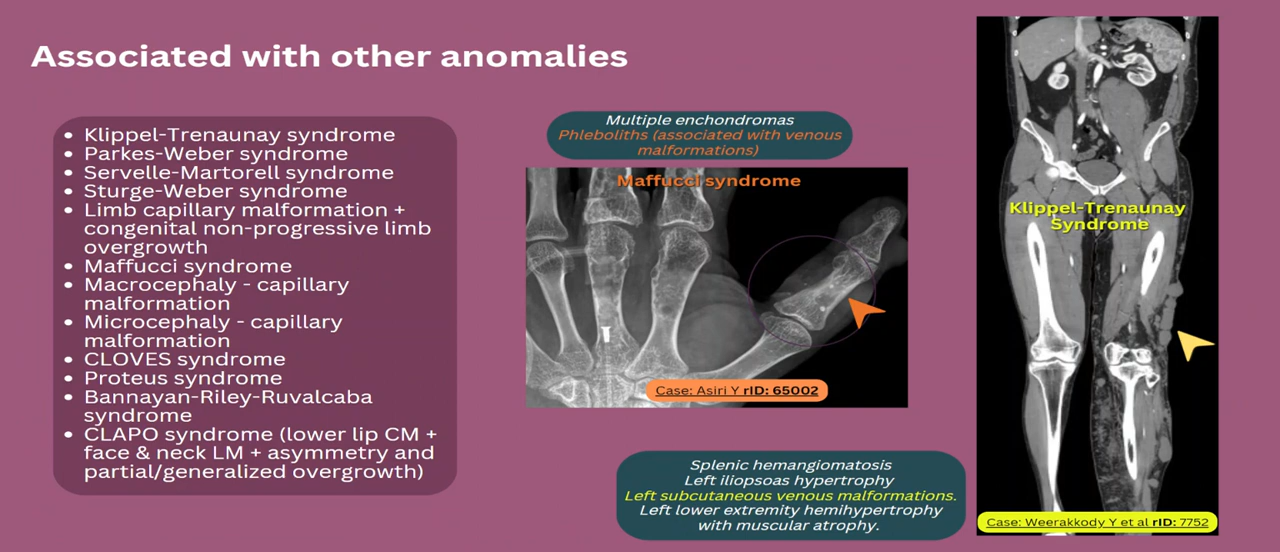 Associated with other anomalies
• Klippel-Trenaunay syndrome
• Parkes-Weber syndrome
• Servelle-Martorell syndrome
• Sturge-Weber syndrome
• Limb capillary malformation +
congenital non-progressive limb
overgrowth
• Maffucci syndrome
• Macrocephaly - capillary
malformation
• Microcephaly - capillary
malformation
• CLOVES syndrome
• Proteus syndrome
• Bannayan-Riley-Ruvalcaba
syndrome
• CLAPO syndrome (lower lip CM +
face & neck LM + asymmetry and
partial/generalized overgrowth)
Multiple enchondromas
Phleboliths (associated with venous
malformations)
Maffucci syndrome
Case: Asiri Y rID: 65002
Splenic hemangiomatosis
Left iliopsoas hypertrophy
Left subcutaneous venous malformations.
Left lower extremity hemihypertrophy
with muscular atrophy.
Klippel-Trenaunay
Syndrome
Case: Weerakkody Y et al rID: 7752